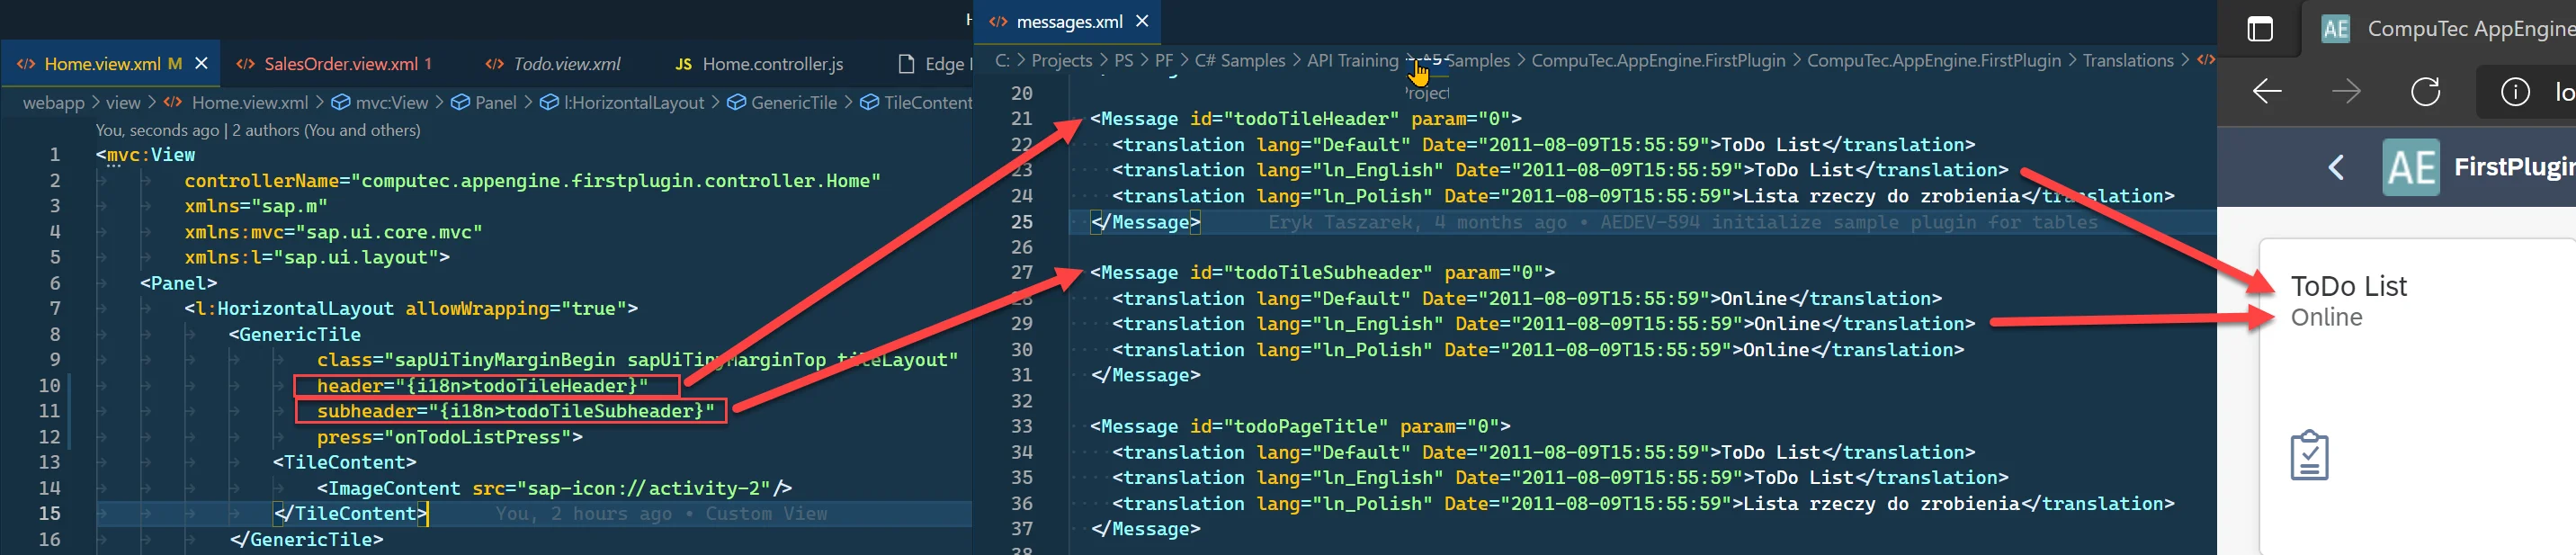 Home.view.xml M
SalesOrder.view.xml 1
Todo.view.xml
JS Home.controller.js
Edge
webapp > view > Home.view.xml > mvc:View > Panel > l:HorizontalLayout > GenericTile > TileContent
You, seconds ago | 2 authors (You and others)
1 <mvc:View
2 controllerName="computec.appengine.firstplugin.controller.Home"
3 xmlns="sap.m"
4 xmlns:mvc="sap.ui.core.mvc"
5 xmlns:l="sap.ui.layout">
6 <Panel>
7 <l:HorizontalLayout allowWrapping="true">
8 <GenericTile
9 class="sapUiTinyMarginBegin sapUiTinyMarginTop tileLayout"
10 header="{i18n>todoTileHeader}"
11 subheader="{i18n>todoTileSubheader}"
12 press="onTodoListPress">
13 <TileContent>
14 <ImageContent src="sap-icon://activity-2"/>
15 </TileContent> You, 2 hours ago • Custom View
16 </GenericTile>
messages.xml
C: > Projects > PS > PF > C# Samples > API Training > Samples > CompuTec.AppEngine.FirstPlugin > CompuTec.AppEngine.FirstPlugin > Translations >
20
21 <Message id="todoTileHeader" param="0">
22 <translation lang="Default" Date="2011-08-09T15:55:59">ToDo List</translation>
23 <translation lang="ln_English" Date="2011-08-09T15:55:59">ToDo List</translation>
24 <translation lang="ln_Polish" Date="2011-08-09T15:55:59">Lista rzeczy do zrobienia</translation>
25 </Message> Eryk Taszarek, 4 months ago • AEDEV-594 initialize sample plugin for tables
26
27 <Message id="todoTileSubheader" param="0">
28 <translation lang="Default" Date="2011-08-09T15:55:59">Online</translation>
29 <translation lang="ln_English" Date="2011-08-09T15:55:59">Online</translation>
30 <translation lang="ln_Polish" Date="2011-08-09T15:55:59">Online</translation>
31 </Message>
32
33 <Message id="todoPageTitle" param="0">
34 <translation lang="Default" Date="2011-08-09T15:55:59">ToDo List</translation>
35 <translation lang="ln_English" Date="2011-08-09T15:55:59">ToDo List</translation>
36 <translation lang="ln_Polish" Date="2011-08-09T15:55:59">Lista rzeczy do zrobienia</translation>
37 </Message>
38
AE CompuTec AppEngine
lo
AE FirstPlugin
ToDo List
Online